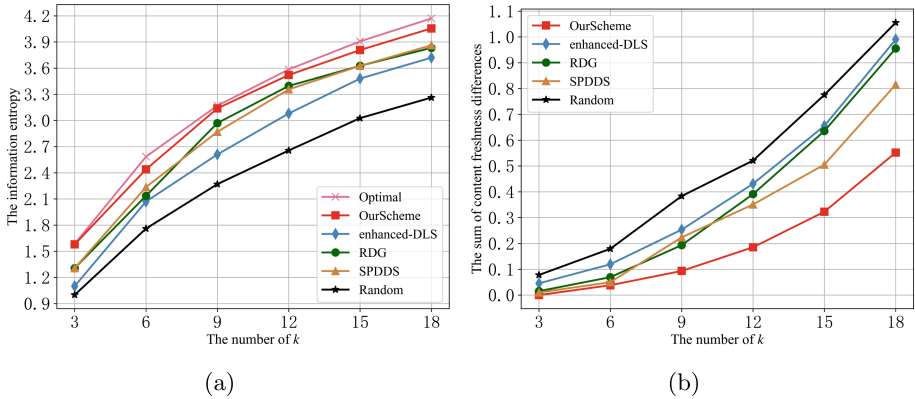 4.2
3.9
3.6
3.3
3.0
2.7
2.4
2.1
1.8
1.5
1.2
0.9
The information entropy
Optimal
OurScheme
enhanced-DLS
RDG
SPDDS
Random
3 6 9 12 15 18
The number of k
(a)
1.1
1.0
0.9
0.8
0.7
0.6
0.5
0.4
0.3
0.2
0.1
0.0
The sum of content freshness differences
OurScheme
enhanced-DLS
RDG
SPDDS
Random
3 6 9 12 15 18
The number of k
(b)